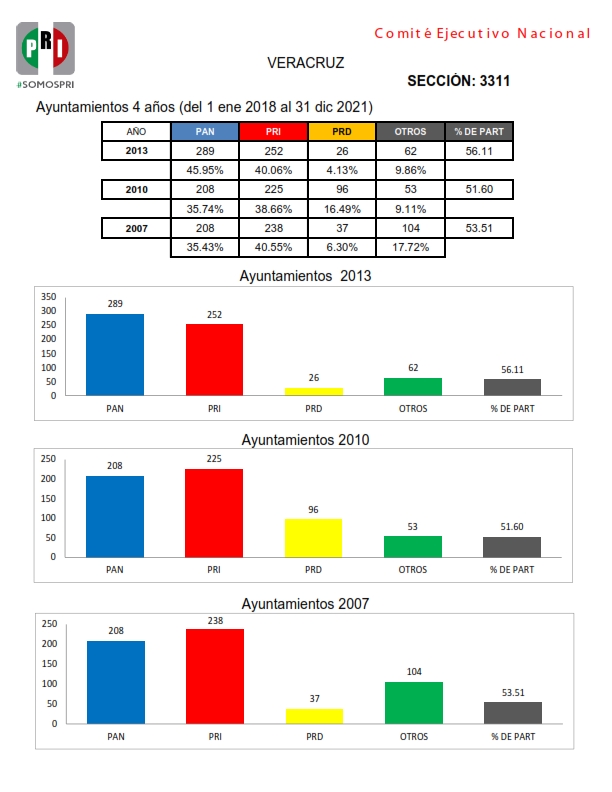 Comité Ejecutivo Nacional
PRI
#SOMOSPRI
VERACRUZ
SECCIÓN: 3311
Ayuntamientos 4 años (del 1 ene 2018 al 31 dic 2021)
AÑO PAN PRI PRD OTROS % DE PART
2013 289 252 26 62 56.11
45.95% 40.06% 4.13% 9.86%
2010 208 225 96 53 51.60
35.74% 38.66% 16.49% 9.11%
2007 208 238 37 104 53.51
35.43% 40.55% 6.30% 17.72%
Ayuntamientos 2013
350
300
250
200
150
100
50
0
289 252 26 62 56.11
PAN PRI PRD OTROS % DE PART
Ayuntamientos 2010
250
200
150
100
50
0
208 225 96 53 51.60
PAN PRI PRD OTROS % DE PART
Ayuntamientos 2007
250
200
150
100
50
0
208 238 37 104 53.51
PAN PRI PRD OTROS % DE PART